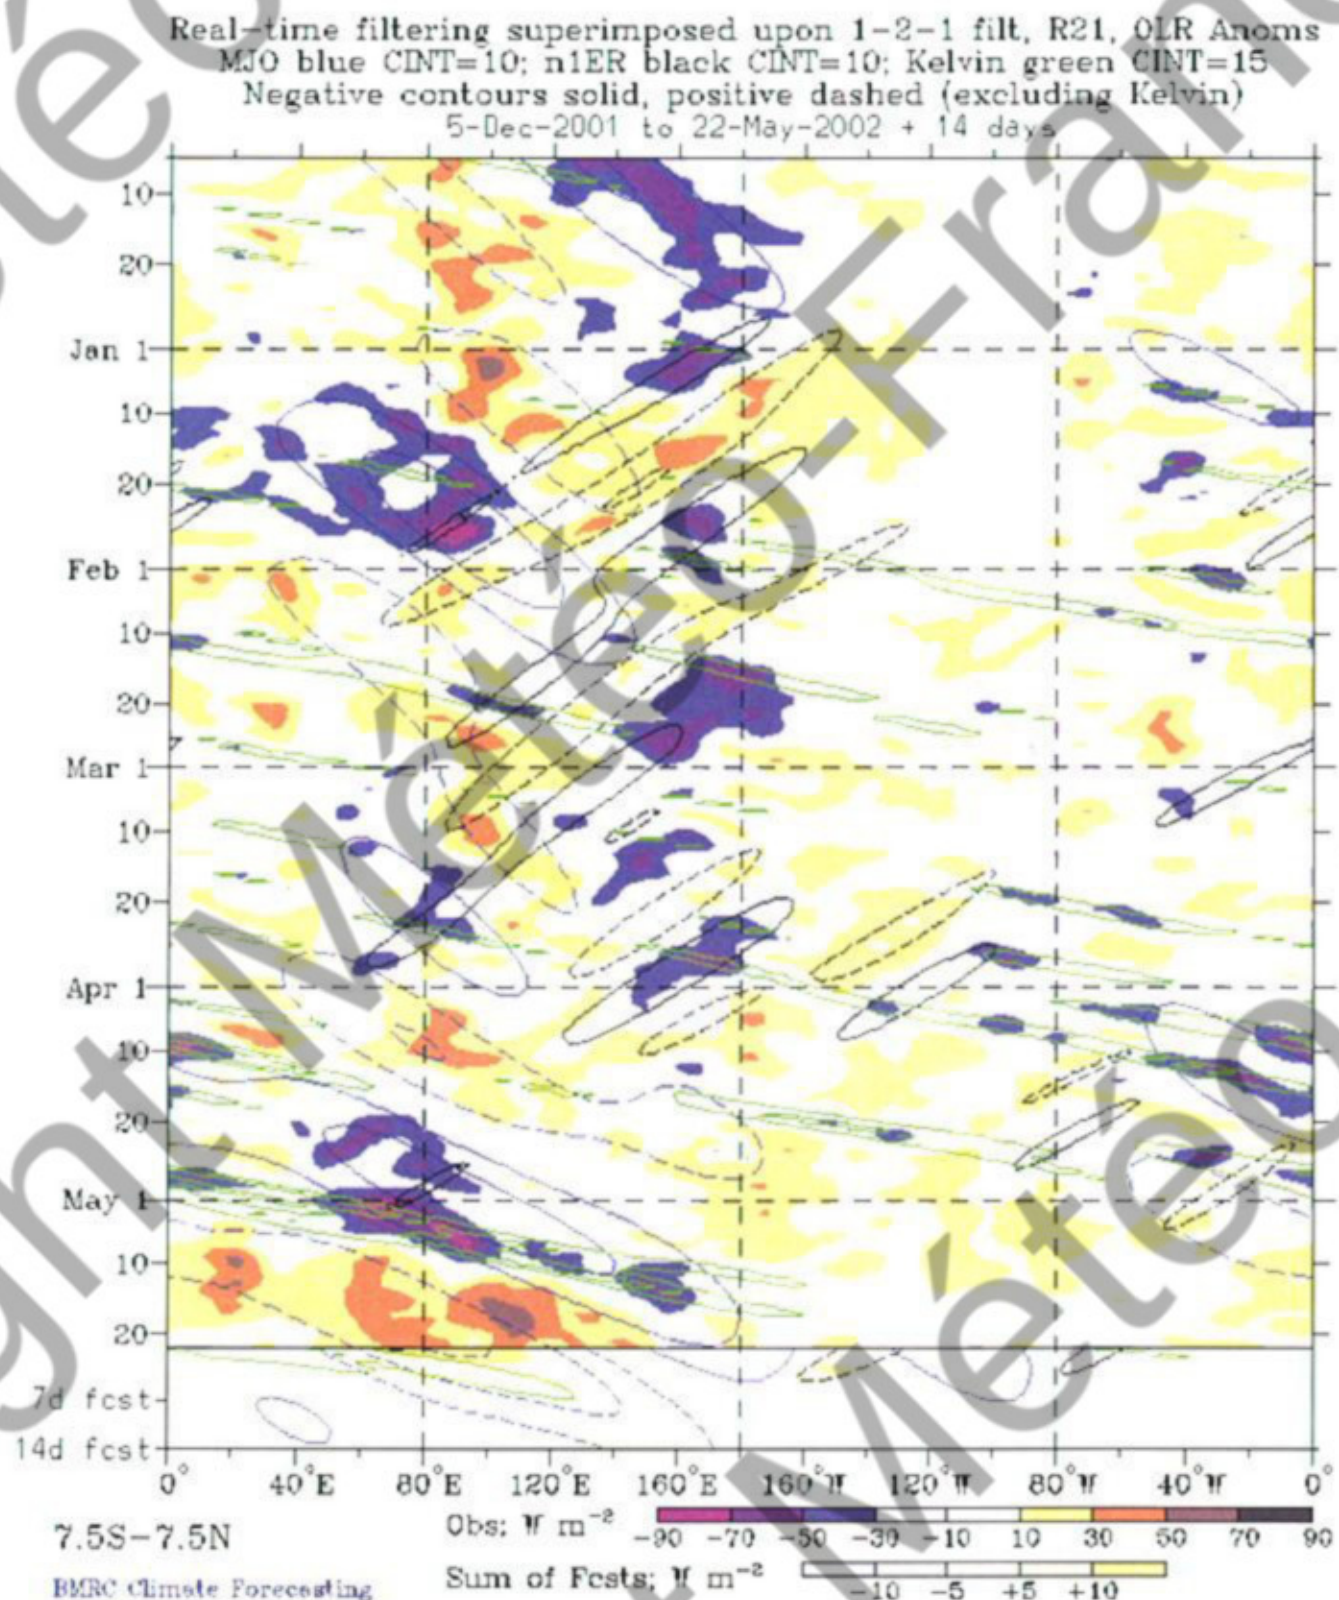 Real-time filtering superimposed upon 1-2-1 filt, R21, OLR Anoms
MJO blue CINT=10; n1ER black CINT=10; Kelvin green CINT=15
Negative contours solid, positive dashed (excluding Kelvin)
5-Dec-2001 to 22-May-2002 + 14 days
10
20
Jan 1
10
20
Feb 1
10
20
Mar 1
10
20
Apr 1
10
20
May 1
10
20
7d fcst
14d fcst
0° 40°E 80°E 120°E 160°E 160°W 120°W 80°W 40°W 0°
7.5S-7.5N
Obs: W m-2 -90 -70 -50 -30 -10 10 30 50 70 90
BMRC Climate Forecasting
Sum of Fcsts: W m-2 -10 -5 +5 +10
Météo-France